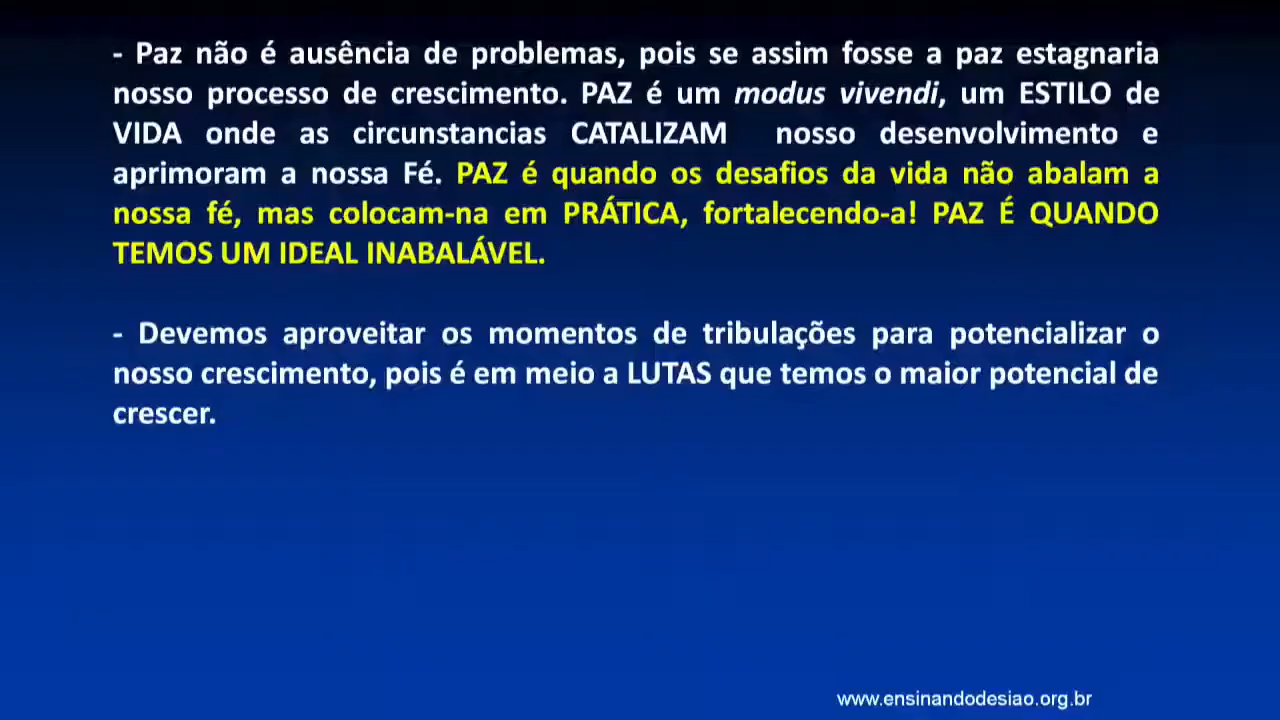 - Paz não é ausência de problemas, pois se assim fosse a paz estagnaria
nosso processo de crescimento. PAZ é um modus vivendi, um ESTILO de
VIDA onde as circunstancias CATALIZAM nosso desenvolvimento e
aprimoram a nossa Fé. PAZ é quando os desafios da vida não abalam a
nossa fé, mas colocam-na em PRÁTICA, fortalecendo-a! PAZ É QUANDO
TEMOS UM IDEAL INABALÁVEL.
- Devemos aproveitar os momentos de tribulações para potencializar o
nosso crescimento, pois é em meio a LUTAS que temos o maior potencial de
crescer.
www.ensinandodesiao.org.br